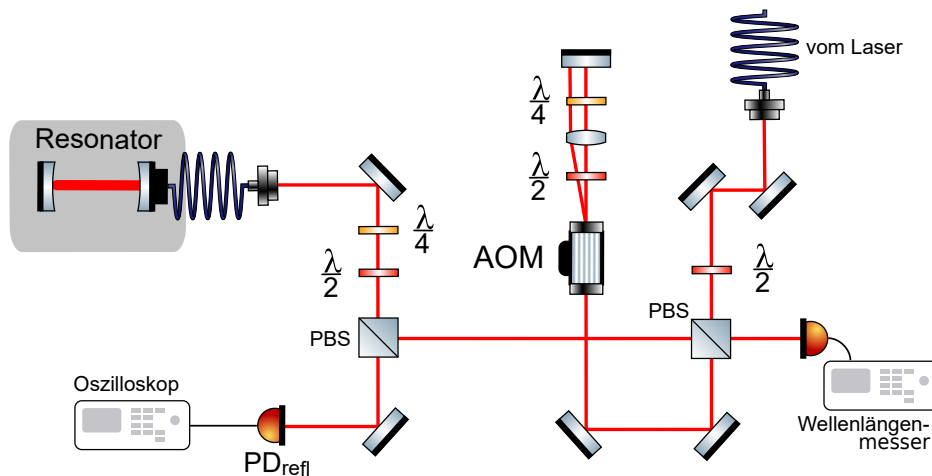 vom Laser
λ
4
Resonator
λ
2
λ
4
AOM
λ
2
λ
2
PBS
PBS
Oszilloskop
Wellenlängen-
messer
PDrefl